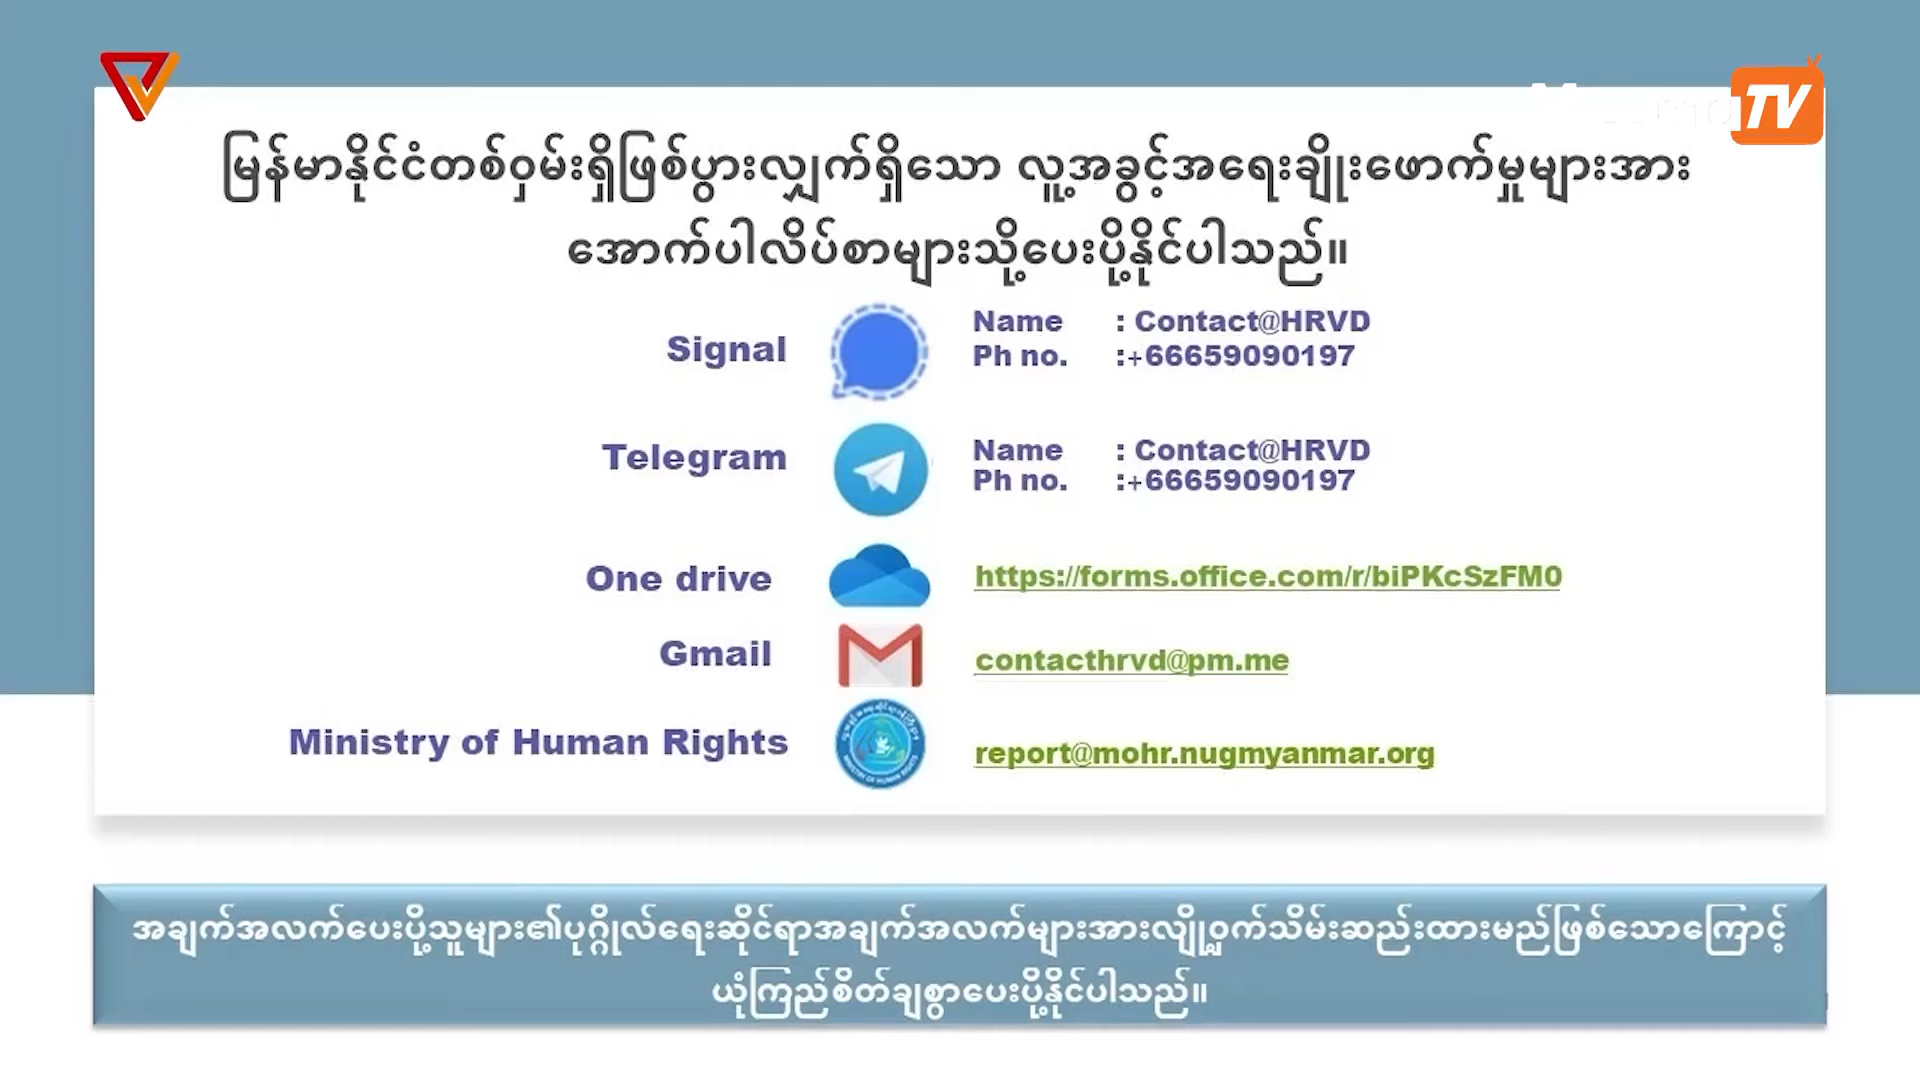 TV
မြန်မာနိုင်ငံတစ်ဝှမ်းရှိဖြစ်ပွားလျှက်ရှိသော လူ့အခွင့်အရေးချိုးဖောက်မှုများအား
အောက်ပါလိပ်စာများသို့ပေးပို့နိုင်ပါသည်။
Signal
Name : Contact@HRVD
Ph no. :+66659090197
Telegram
Name : Contact@HRVD
Ph no. :+66659090197
One drive
https://forms.office.com/r/biPKcSzFM0
Gmail
contacthrvd@pm.me
Ministry of Human Rights
report@mohr.nugmyanmar.org
အချက်အလက်ပေးပို့သူများ၏ပုဂ္ဂိုလ်ရေးဆိုင်ရာအချက်အလက်များအားလျှို့ဝှက်သိမ်းဆည်းထားမည်ဖြစ်သောကြောင့်
ယုံကြည်စိတ်ချစွာပေးပို့နိုင်ပါသည်။